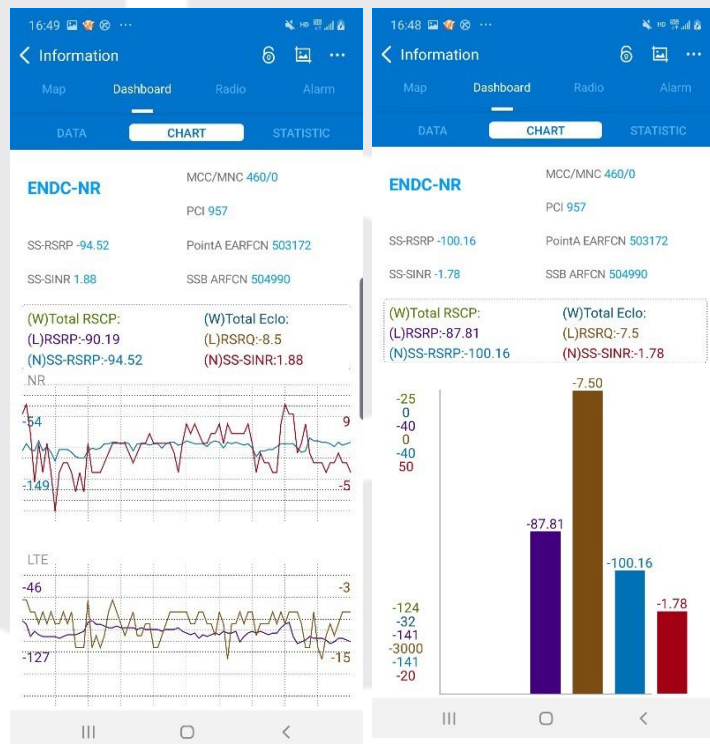 16:49
HD
Information
Map Dashboard Radio Alarm
DATA CHART STATISTIC
ENDC-NR
MCC/MNC 460/0
PCI 957
SS-RSRP -94.52 PointA EARFCN 503172
SS-SINR 1.88 SSB ARFCN 504990
(W)Total RSCP: (W)Total EcIo:
(L)RSRP:-90.19 (L)RSRQ:-8.5
(N)SS-RSRP:-94.52 (N)SS-SINR:1.88
NR
-54 9
-149 -5
LTE
-46 -3
-127 -15
16:48
HD
Information
Map Dashboard Radio Alarm
DATA CHART STATISTIC
ENDC-NR
MCC/MNC 460/0
PCI 957
SS-RSRP -100.16 PointA EARFCN 503172
SS-SINR -1.78 SSB ARFCN 504990
(W)Total RSCP: (W)Total EcIo:
(L)RSRP:-87.81 (L)RSRQ:-7.5
(N)SS-RSRP:-100.16 (N)SS-SINR:-1.78
-7.50
-25
0
-40
0
-40
50
-87.81
-100.16
-1.78
-124
-32
-141
-3000
-141
-20